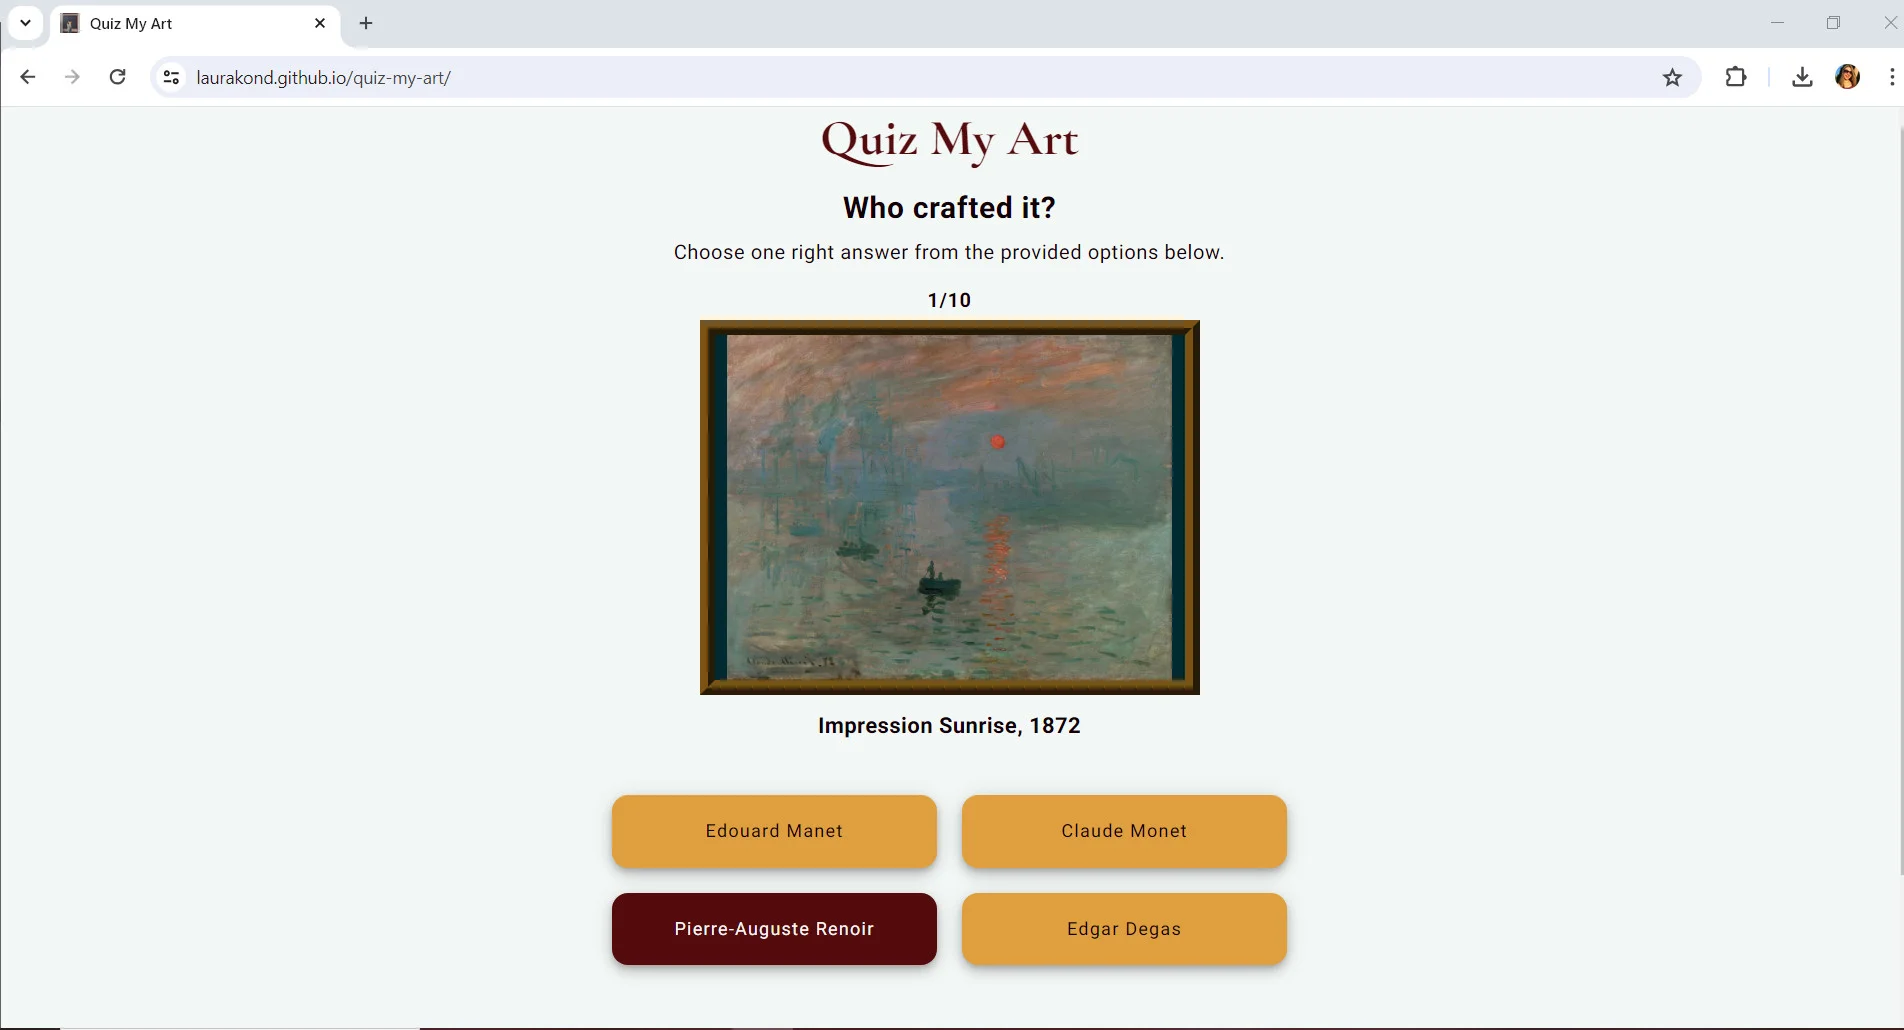 Quiz My Art
laurakond.github.io/quiz-my-art/
Quiz My Art
Who crafted it?
Choose one right answer from the provided options below.
1/10
Impression Sunrise, 1872
Edouard Manet
Claude Monet
Pierre-Auguste Renoir
Edgar Degas